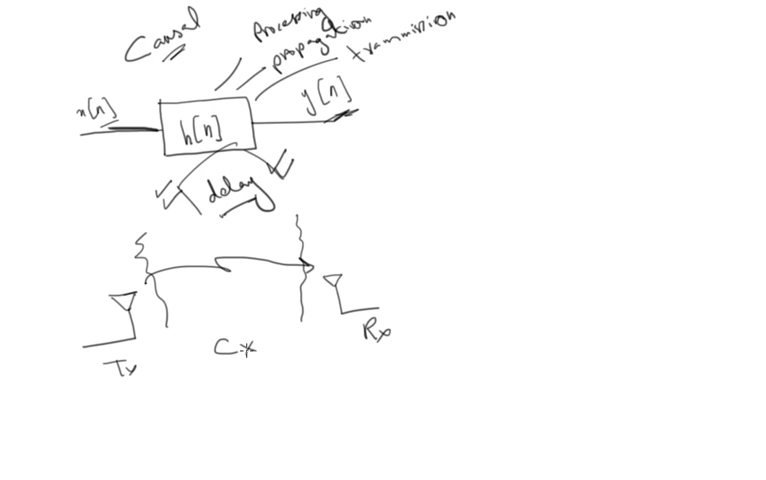 Causal
Processing
propagation
transmission
x[n]
h[n]
y[n]
delay
Tx
Rx